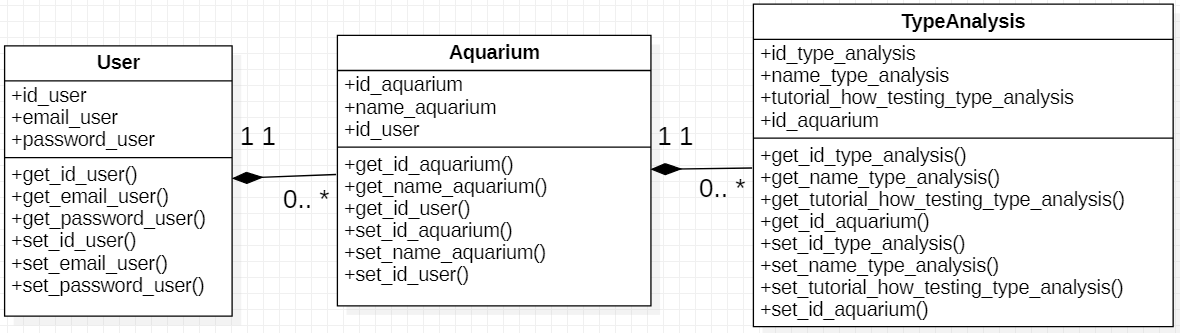 User
+id_user
+email_user
+password_user
+get_id_user()
+get_email_user()
+get_password_user()
+set_id_user()
+set_email_user()
+set_password_user()
1 1
0.. *
Aquarium
+id_aquarium
+name_aquarium
+id_user
+get_id_aquarium()
+get_name_aquarium()
+get_id_user()
+set_id_aquarium()
+set_name_aquarium()
+set_id_user()
1 1
0.. *
TypeAnalysis
+id_type_analysis
+name_type_analysis
+tutorial_how_testing_type_analysis
+id_aquarium
+get_id_type_analysis()
+get_name_type_analysis()
+get_tutorial_how_testing_type_analysis()
+get_id_aquarium()
+set_id_type_analysis()
+set_name_type_analysis()
+set_tutorial_how_testing_type_analysis()
+set_id_aquarium()